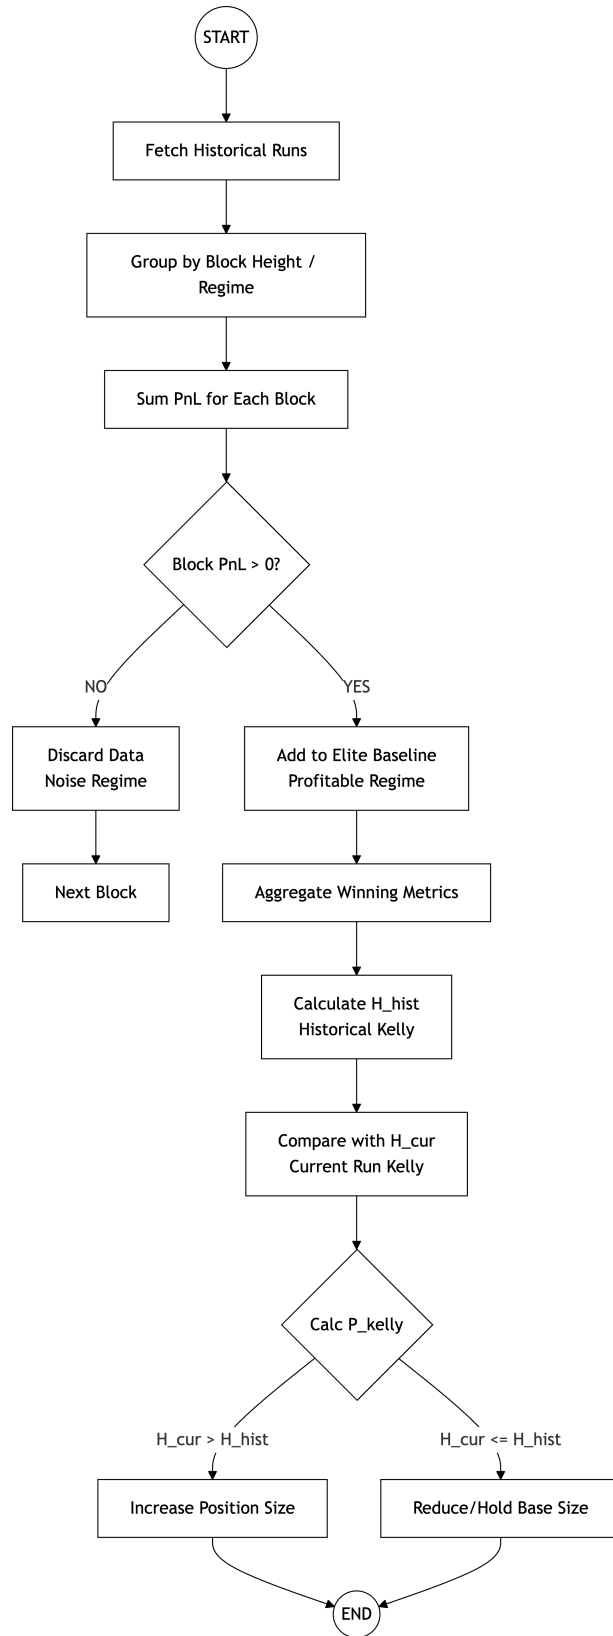 START
Fetch Historical Runs
Group by Block Height /
Regime
Sum PnL for Each Block
Block PnL > 0?
NO
YES
Discard Data
Noise Regime
Add to Elite Baseline
Profitable Regime
Next Block
Aggregate Winning Metrics
Calculate H_hist
Historical Kelly
Compare with H_cur
Current Run Kelly
Calc P_kelly
H_cur > H_hist
H_cur <= H_hist
Increase Position Size
Reduce/Hold Base Size
END